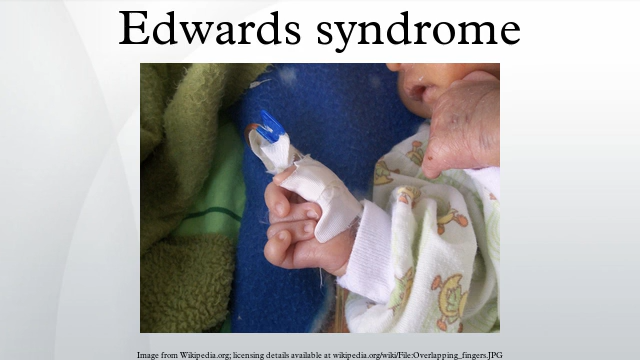 Edwards syndrome
Image from Wikipedia.org; licensing details available at wikipedia.org/wiki/File:Overlapping_fingers.JPG